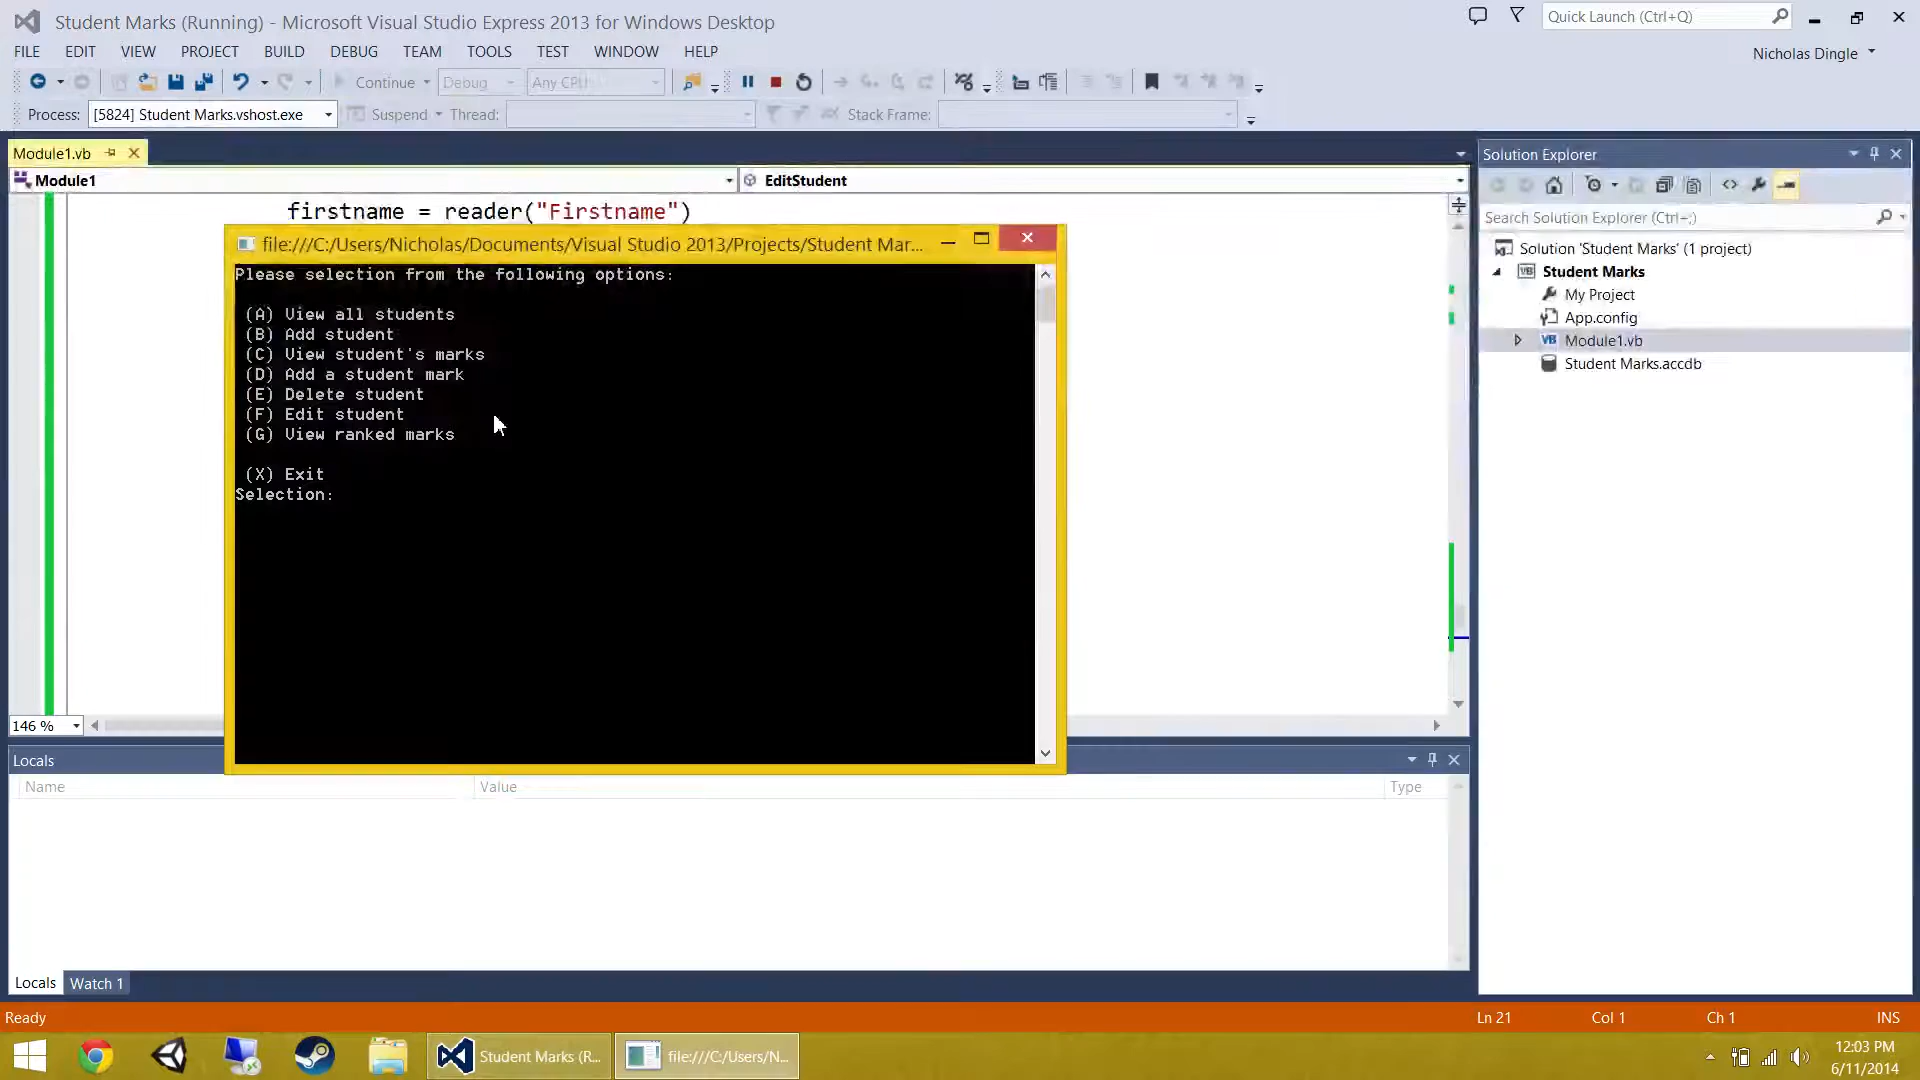 Student Marks (Running) - Microsoft Visual Studio Express 2013 for Windows Desktop
Quick Launch (Ctrl+Q)
FILE EDIT VIEW PROJECT BUILD DEBUG TEAM TOOLS TEST WINDOW HELP
Nicholas Dingle
Continue Debug Any CPU
Process: [5824] Student Marks.vshost.exe Suspend Thread: Stack Frame:
Module1.vb
Module1 EditStudent
firstname = reader("Firstname")
file:///C:/Users/Nicholas/Documents/Visual Studio 2013/Projects/Student Mar...
Please selection from the following options:
(A) View all students
(B) Add student
(C) View student's marks
(D) Add a student mark
(E) Delete student
(F) Edit student
(G) View ranked marks
(X) Exit
Selection:
146 %
Solution Explorer
Search Solution Explorer (Ctrl+;)
Solution 'Student Marks' (1 project)
VB Student Marks
My Project
App.config
VB Module1.vb
Student Marks.accdb
Locals
Name Value Type
Locals Watch 1
Ready Ln 21 Col 1 Ch 1 INS
Student Marks (R... file:///C:/Users/N...
12:03 PM
6/11/2014